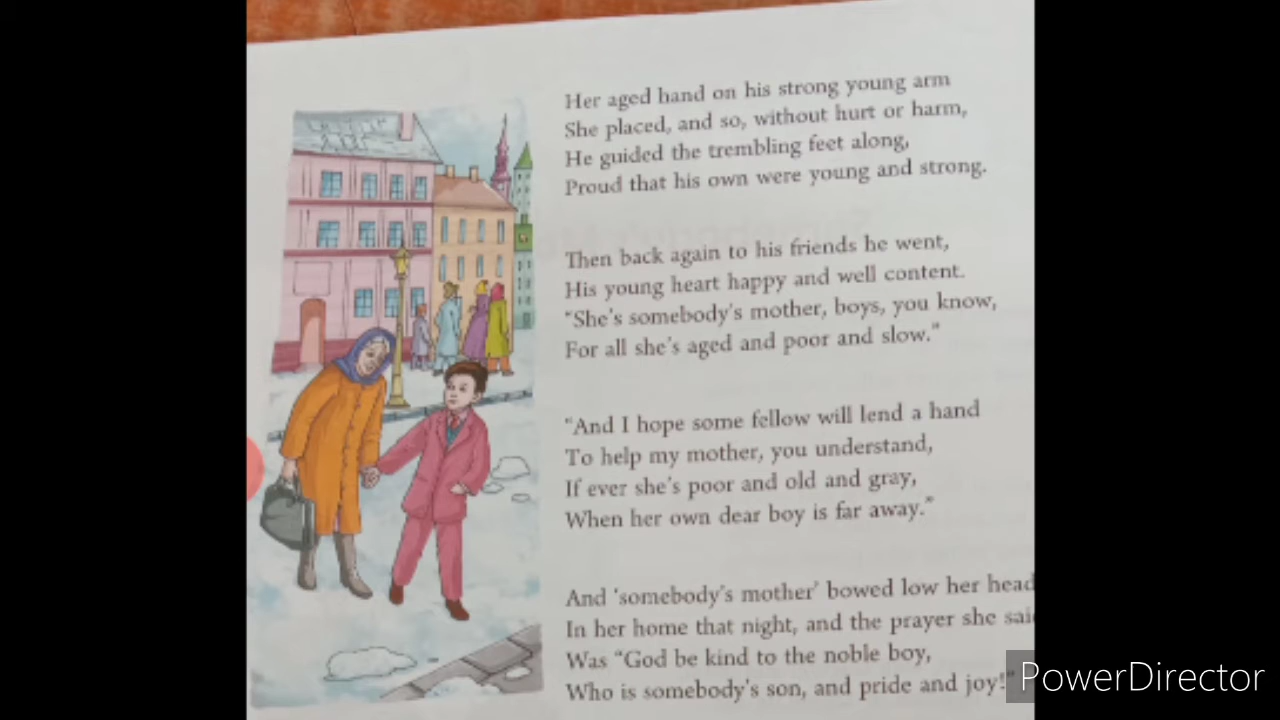 Her aged hand on his strong young arm
She placed, and so, without hurt or harm,
He guided the trembling feet along,
Proud that his own were young and strong.
Then back again to his friends he went,
His young heart happy and well content.
“She's somebody's mother, boys, you know,
For all she's aged and poor and slow.”
“And I hope some fellow will lend a hand
To help my mother, you understand,
If ever she's poor and old and gray,
When her own dear boy is far away.”
And ‘somebody's mother’ bowed low her head
In her home that night, and the prayer she sai
Was “God be kind to the noble boy,
Who is somebody's son, and pride and joy!”
PowerDirector